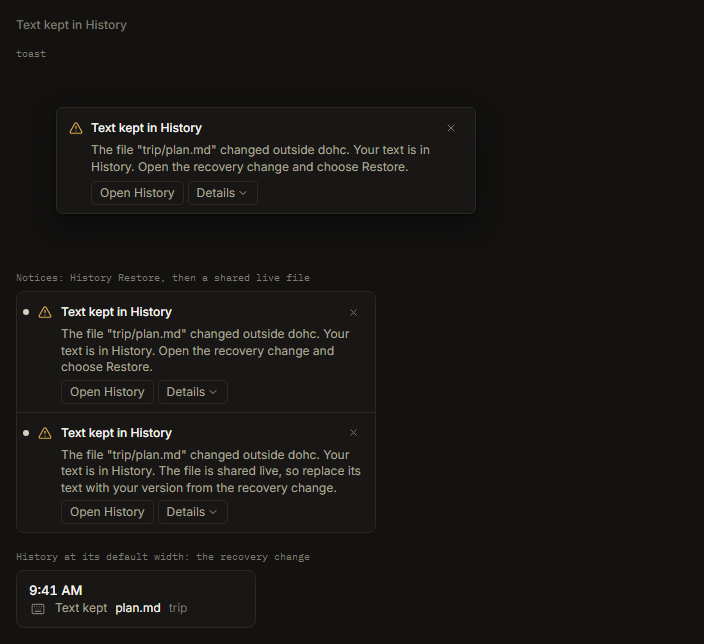 Text kept in History
toast
Text kept in History
The file "trip/plan.md" changed outside dohc. Your text is in
History. Open the recovery change and choose Restore.
Open History Details
Notices: History Restore, then a shared live file
Text kept in History
The file "trip/plan.md" changed outside dohc. Your
text is in History. Open the recovery change and
choose Restore.
Open History Details
Text kept in History
The file "trip/plan.md" changed outside dohc. Your
text is in History. The file is shared live, so replace its
text with your version from the recovery change.
Open History Details
History at its default width: the recovery change
9:41 AM
Text kept plan.md trip